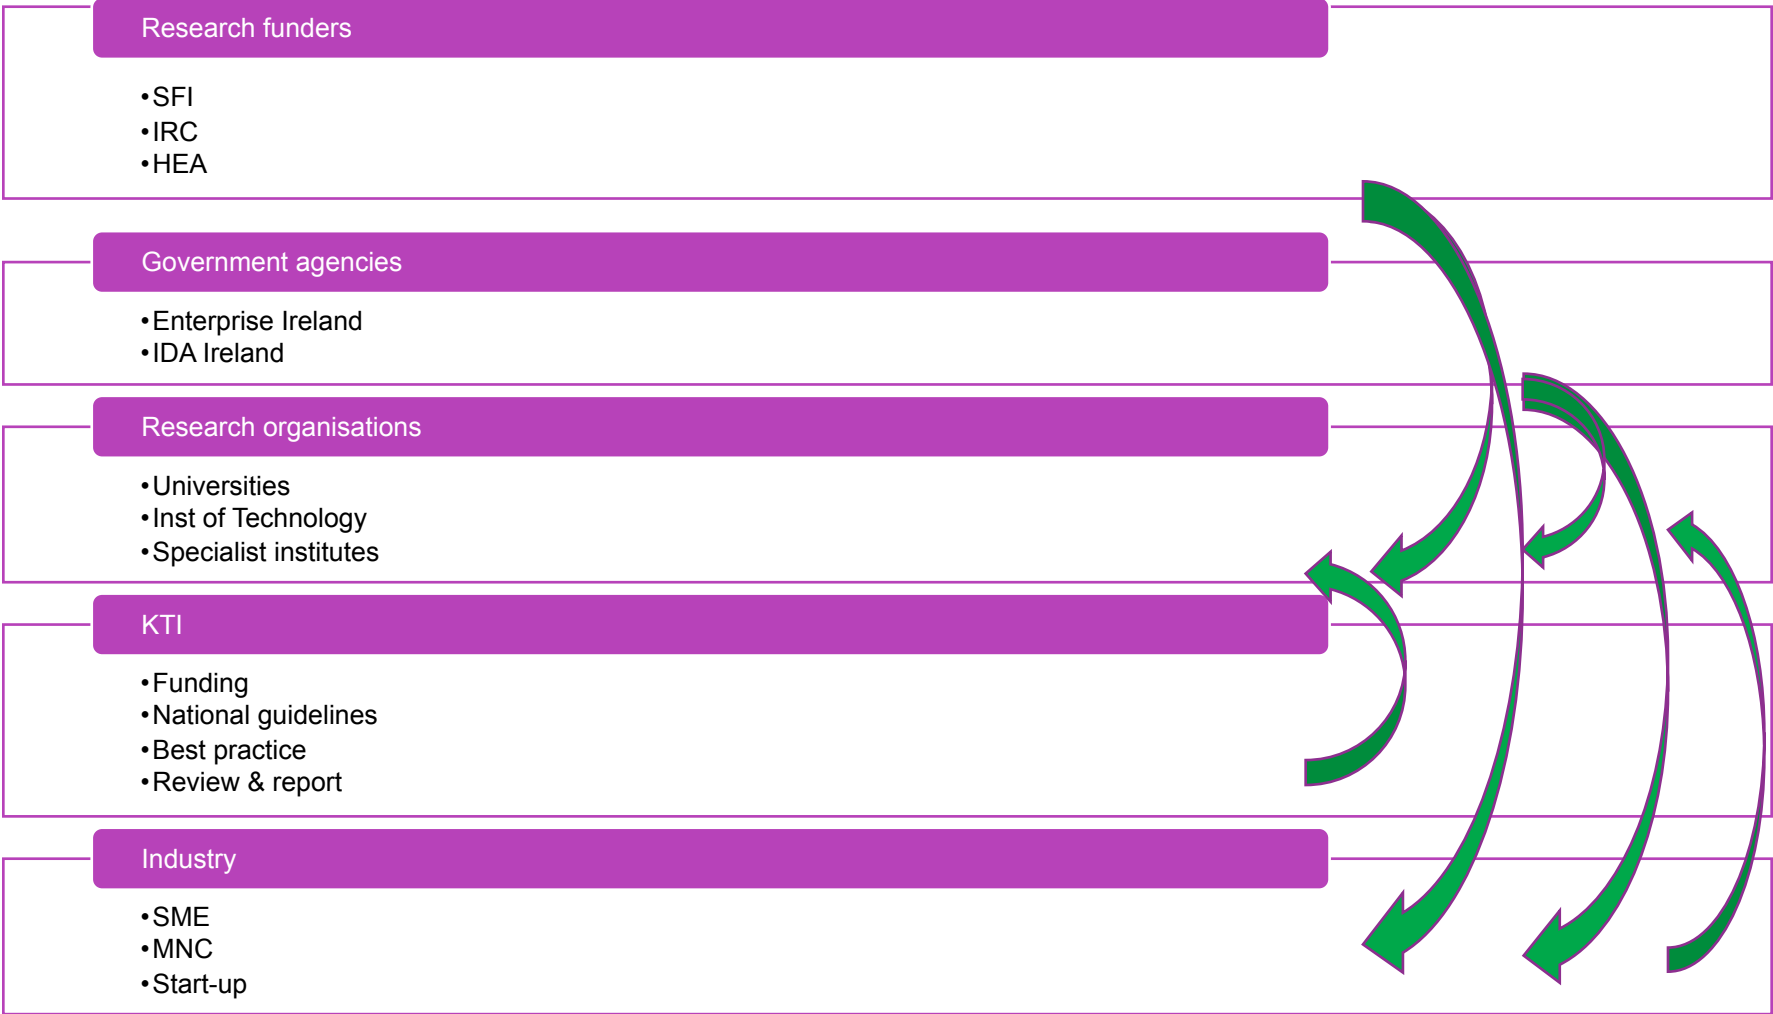 Research funders
•SFI
•IRC
•HEA
Government agencies
•Enterprise Ireland
•IDA Ireland
Research organisations
•Universities
•Inst of Technology
•Specialist institutes
KTI
•Funding
•National guidelines
•Best practice
•Review & report
Industry
•SME
•MNC
•Start-up